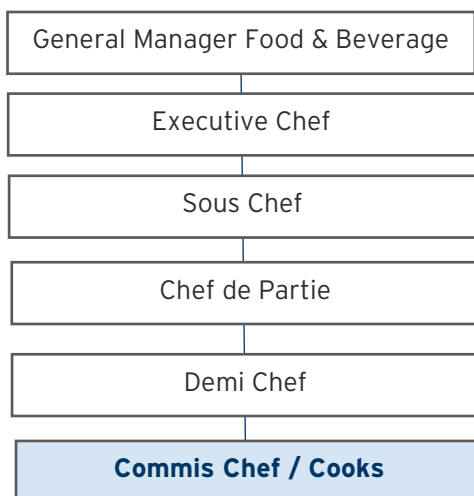 General Manager Food & Beverage
Executive Chef
Sous Chef
Chef de Partie
Demi Chef
Commis Chef / Cooks